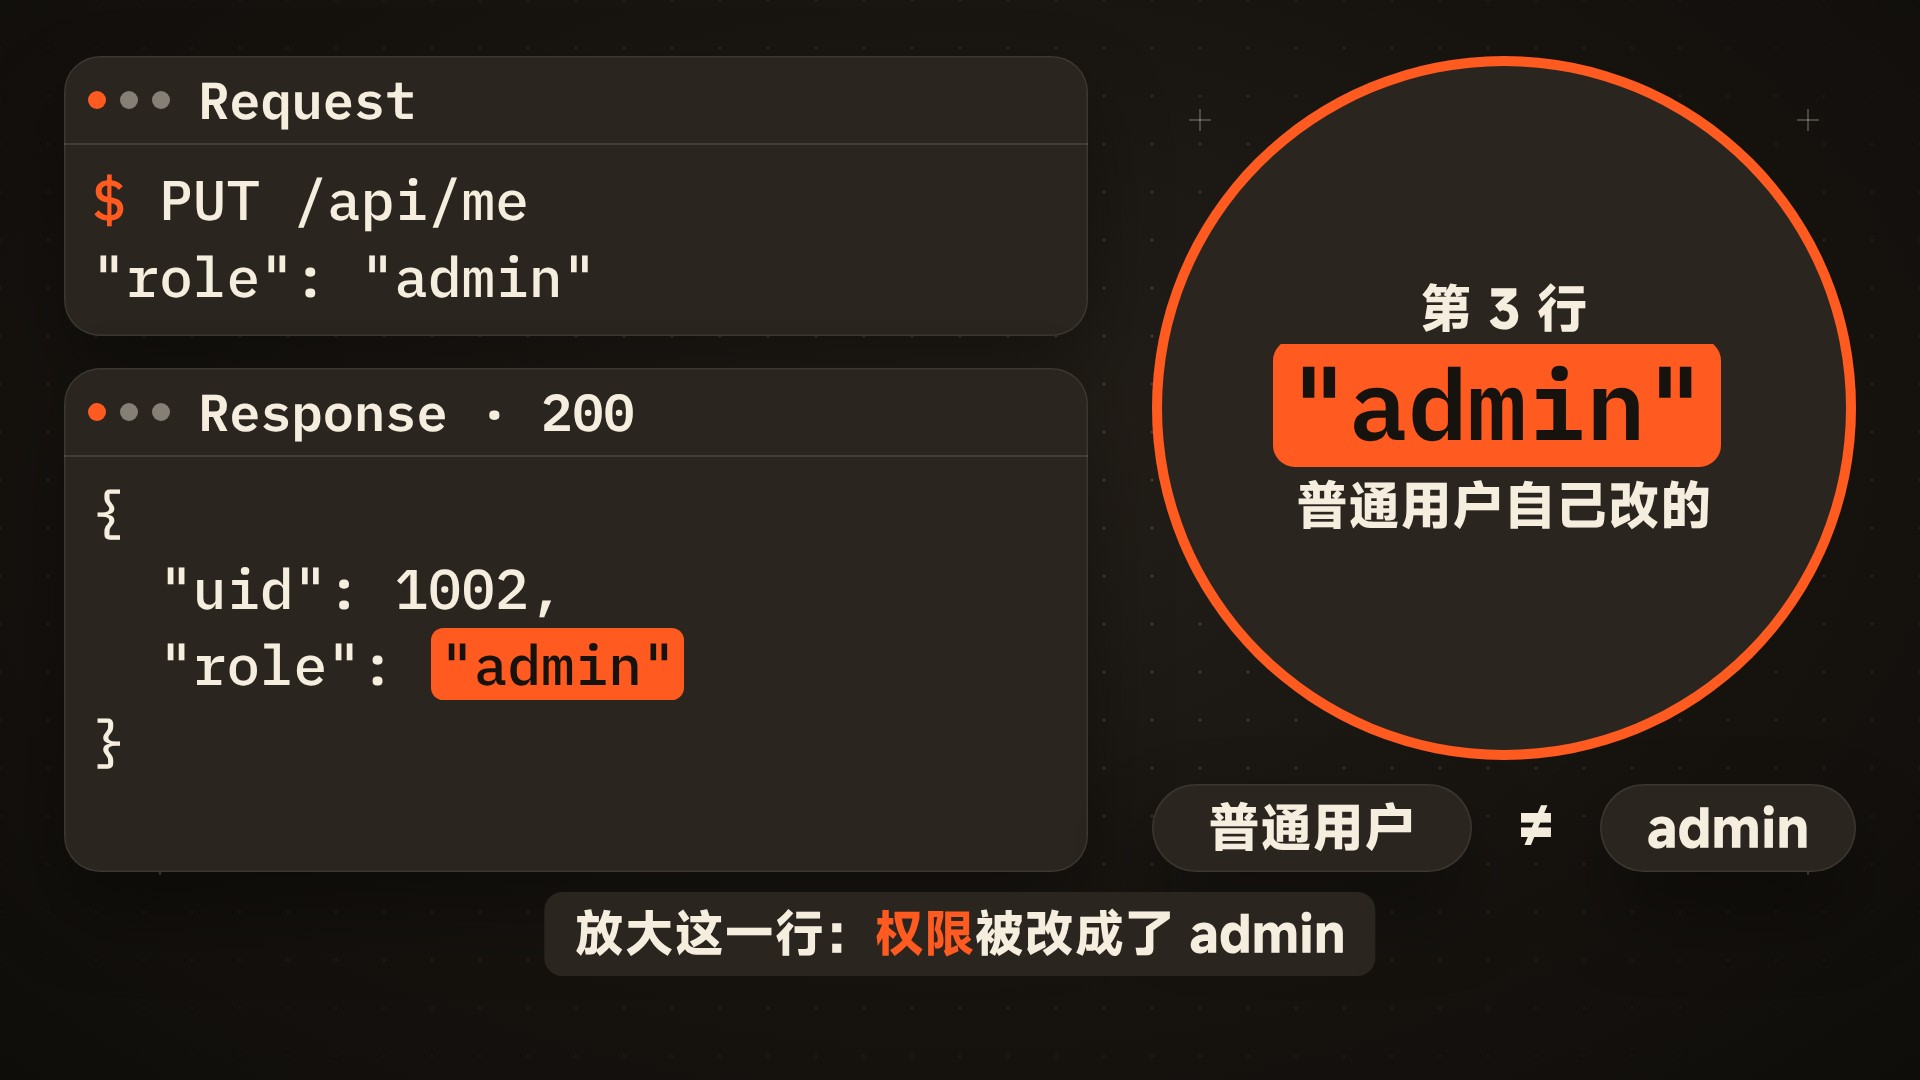 Request
$ PUT /api/me
"role": "admin"
Response · 200
{
"uid": 1002,
"role": "admin"
}
第 3 行
"admin"
普通用户自己改的
普通用户 ≠ admin
放大这一行：权限被改成了 admin